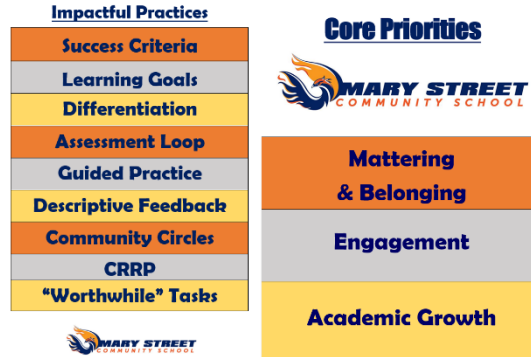 Impactful Practices
Success Criteria
Learning Goals
Differentiation
Assessment Loop
Guided Practice
Descriptive Feedback
Community Circles
CRRP
“Worthwhile” Tasks
MARY STREET
COMMUNITY SCHOOL
Core Priorities
MARY STREET
COMMUNITY SCHOOL
Mattering
& Belonging
Engagement
Academic Growth